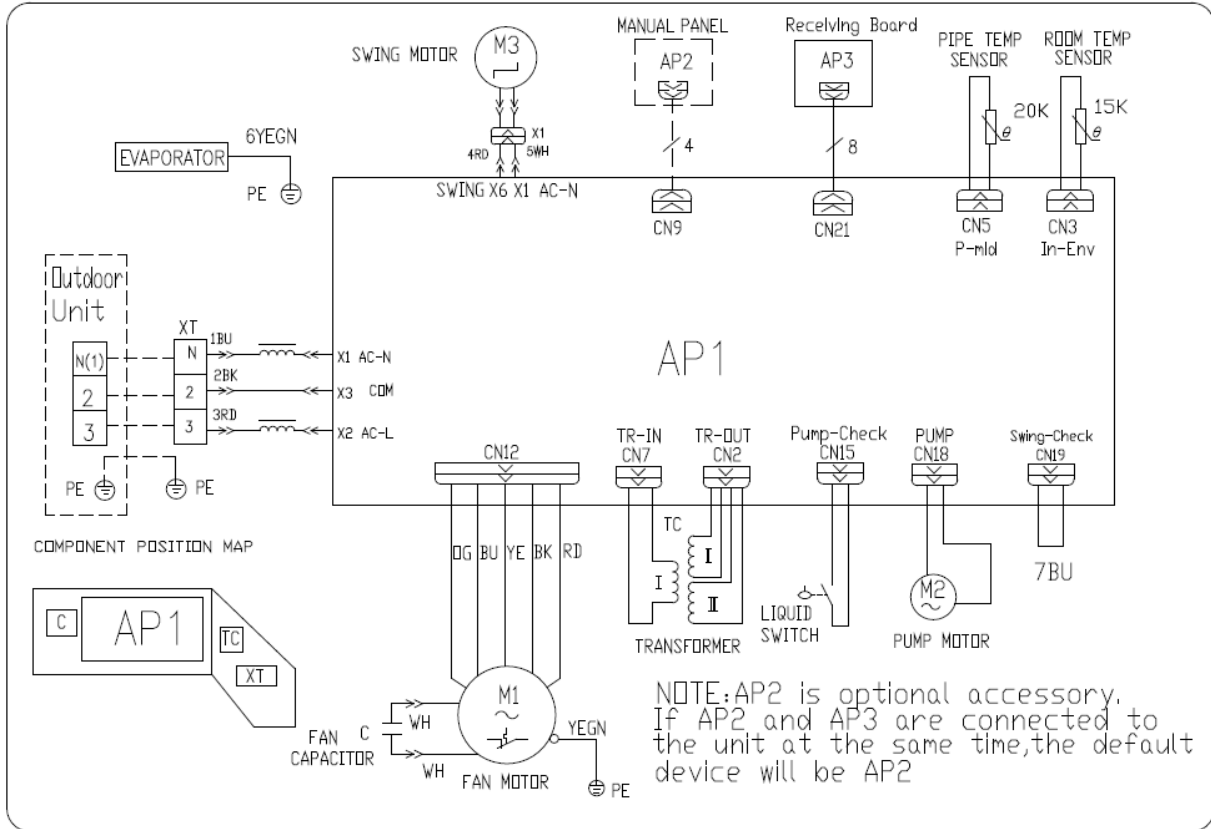 MANUAL PANEL
Receiving Board
PIPE TEMP
SENSOR
ROOM TEMP
SENSOR
SWING MOTOR
M3
AP2
AP3
20K
15K
θ
θ
6YEGN
EVAPORATOR
PE
X1
4RD
5WH
4
8
SWING X6 X1 AC-N
CN9
CN21
CN5
P-mld
CN3
In-Env
Outdoor
Unit
XT
N(1)
2
3
N
2
3
1BU
2BK
3RD
X1 AC-N
X3 COM
X2 AC-L
PE
PE
AP1
CN12
TR-IN
CN7
TR-OUT
CN2
Pump-Check
CN15
PUMP
CN18
Swing-Check
CN19
OG
BU
YE
BK
RD
TC
I
I
II
TRANSFORMER
LIQUID
SWITCH
M2
~
PUMP MOTOR
7BU
COMPONENT POSITION MAP
C
AP1
TC
XT
M1
~
FAN
CAPACITOR
C
WH
WH
FAN MOTOR
YEGN
PE
NOTE:AP2 is optional accessory.
If AP2 and AP3 are connected to
the unit at the same time,the default
device will be AP2